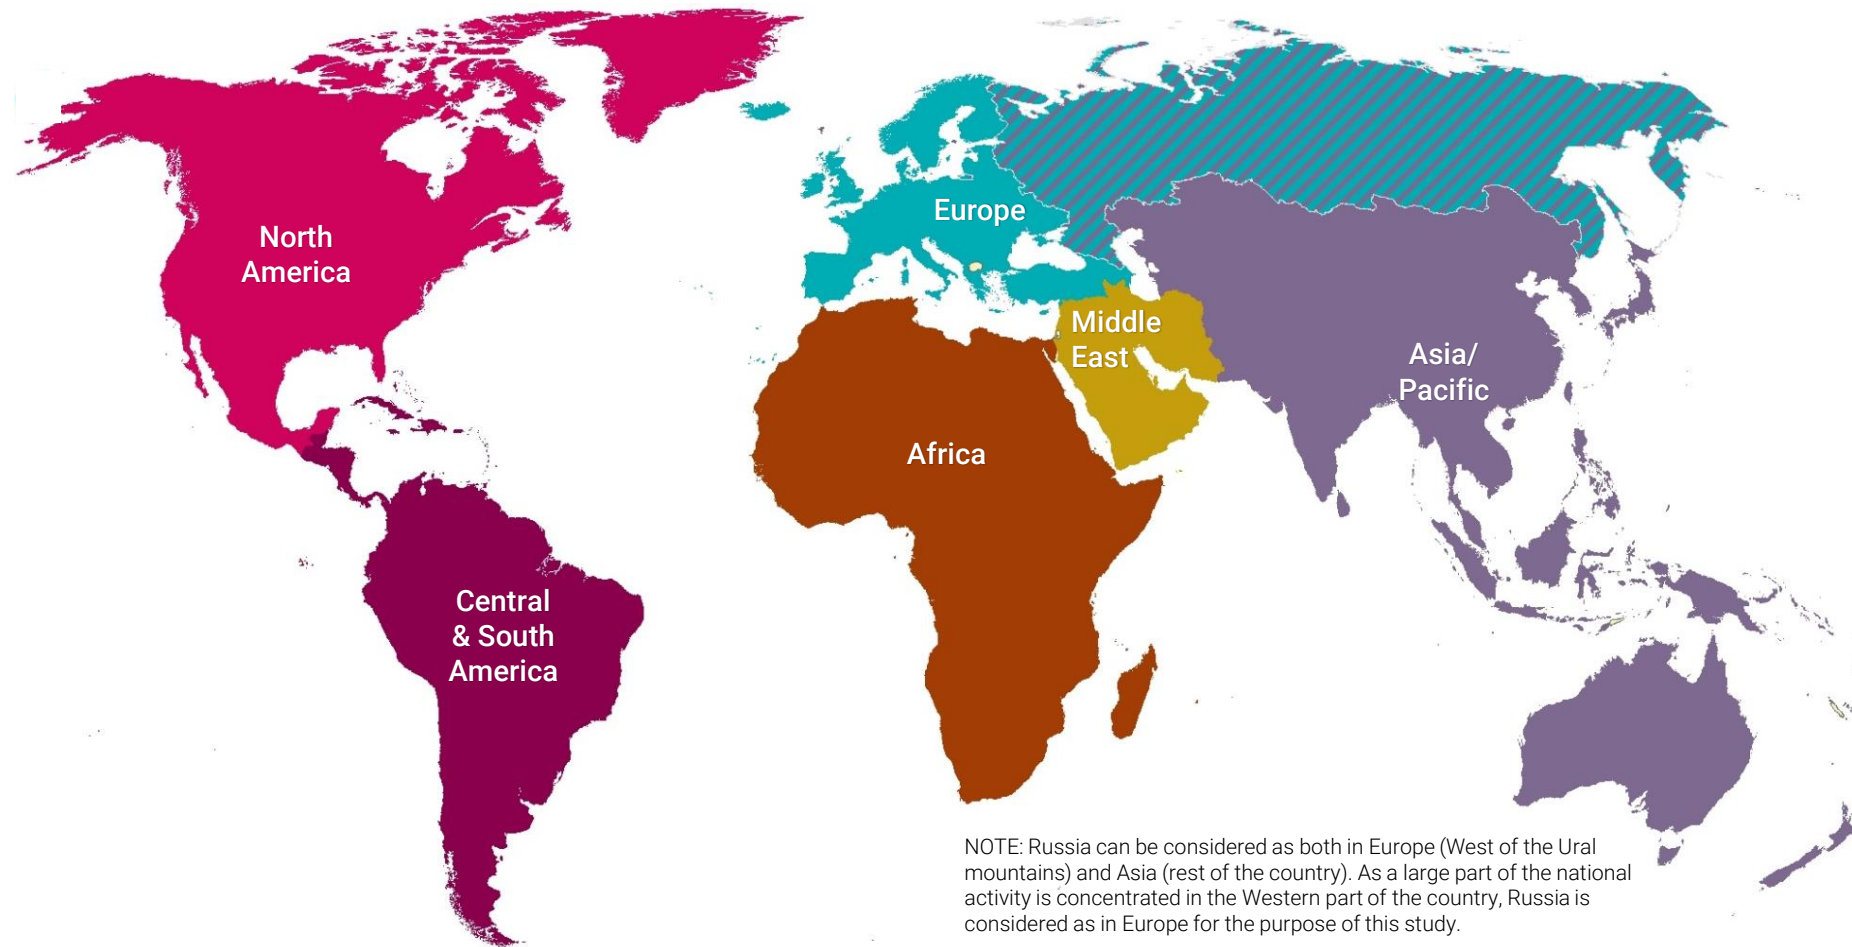 North
America
Europe
Middle
East
Asia/
Pacific
Africa
Central
& South
America
NOTE: Russia can be considered as both in Europe (West of the Ural
mountains) and Asia (rest of the country). As a large part of the national
activity is concentrated in the Western part of the country, Russia is
considered as in Europe for the purpose of this study.